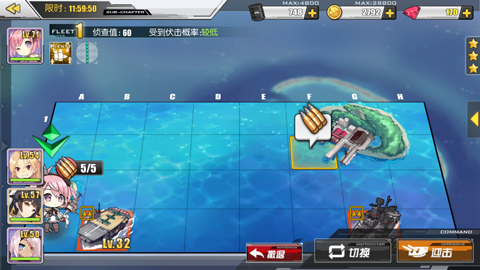 限时: 11:59:50
SUB-CHAPTER
MAX:4800
748
MAX:28800
2792
170
Lv.71
FLEET 1
侦查值: 60
受到伏击概率:较低
A B C D E F G H
1
Lv.54
5/5
Lv.57
Lv.50
Lv.32
撤退
切换
COMMAND
迎击